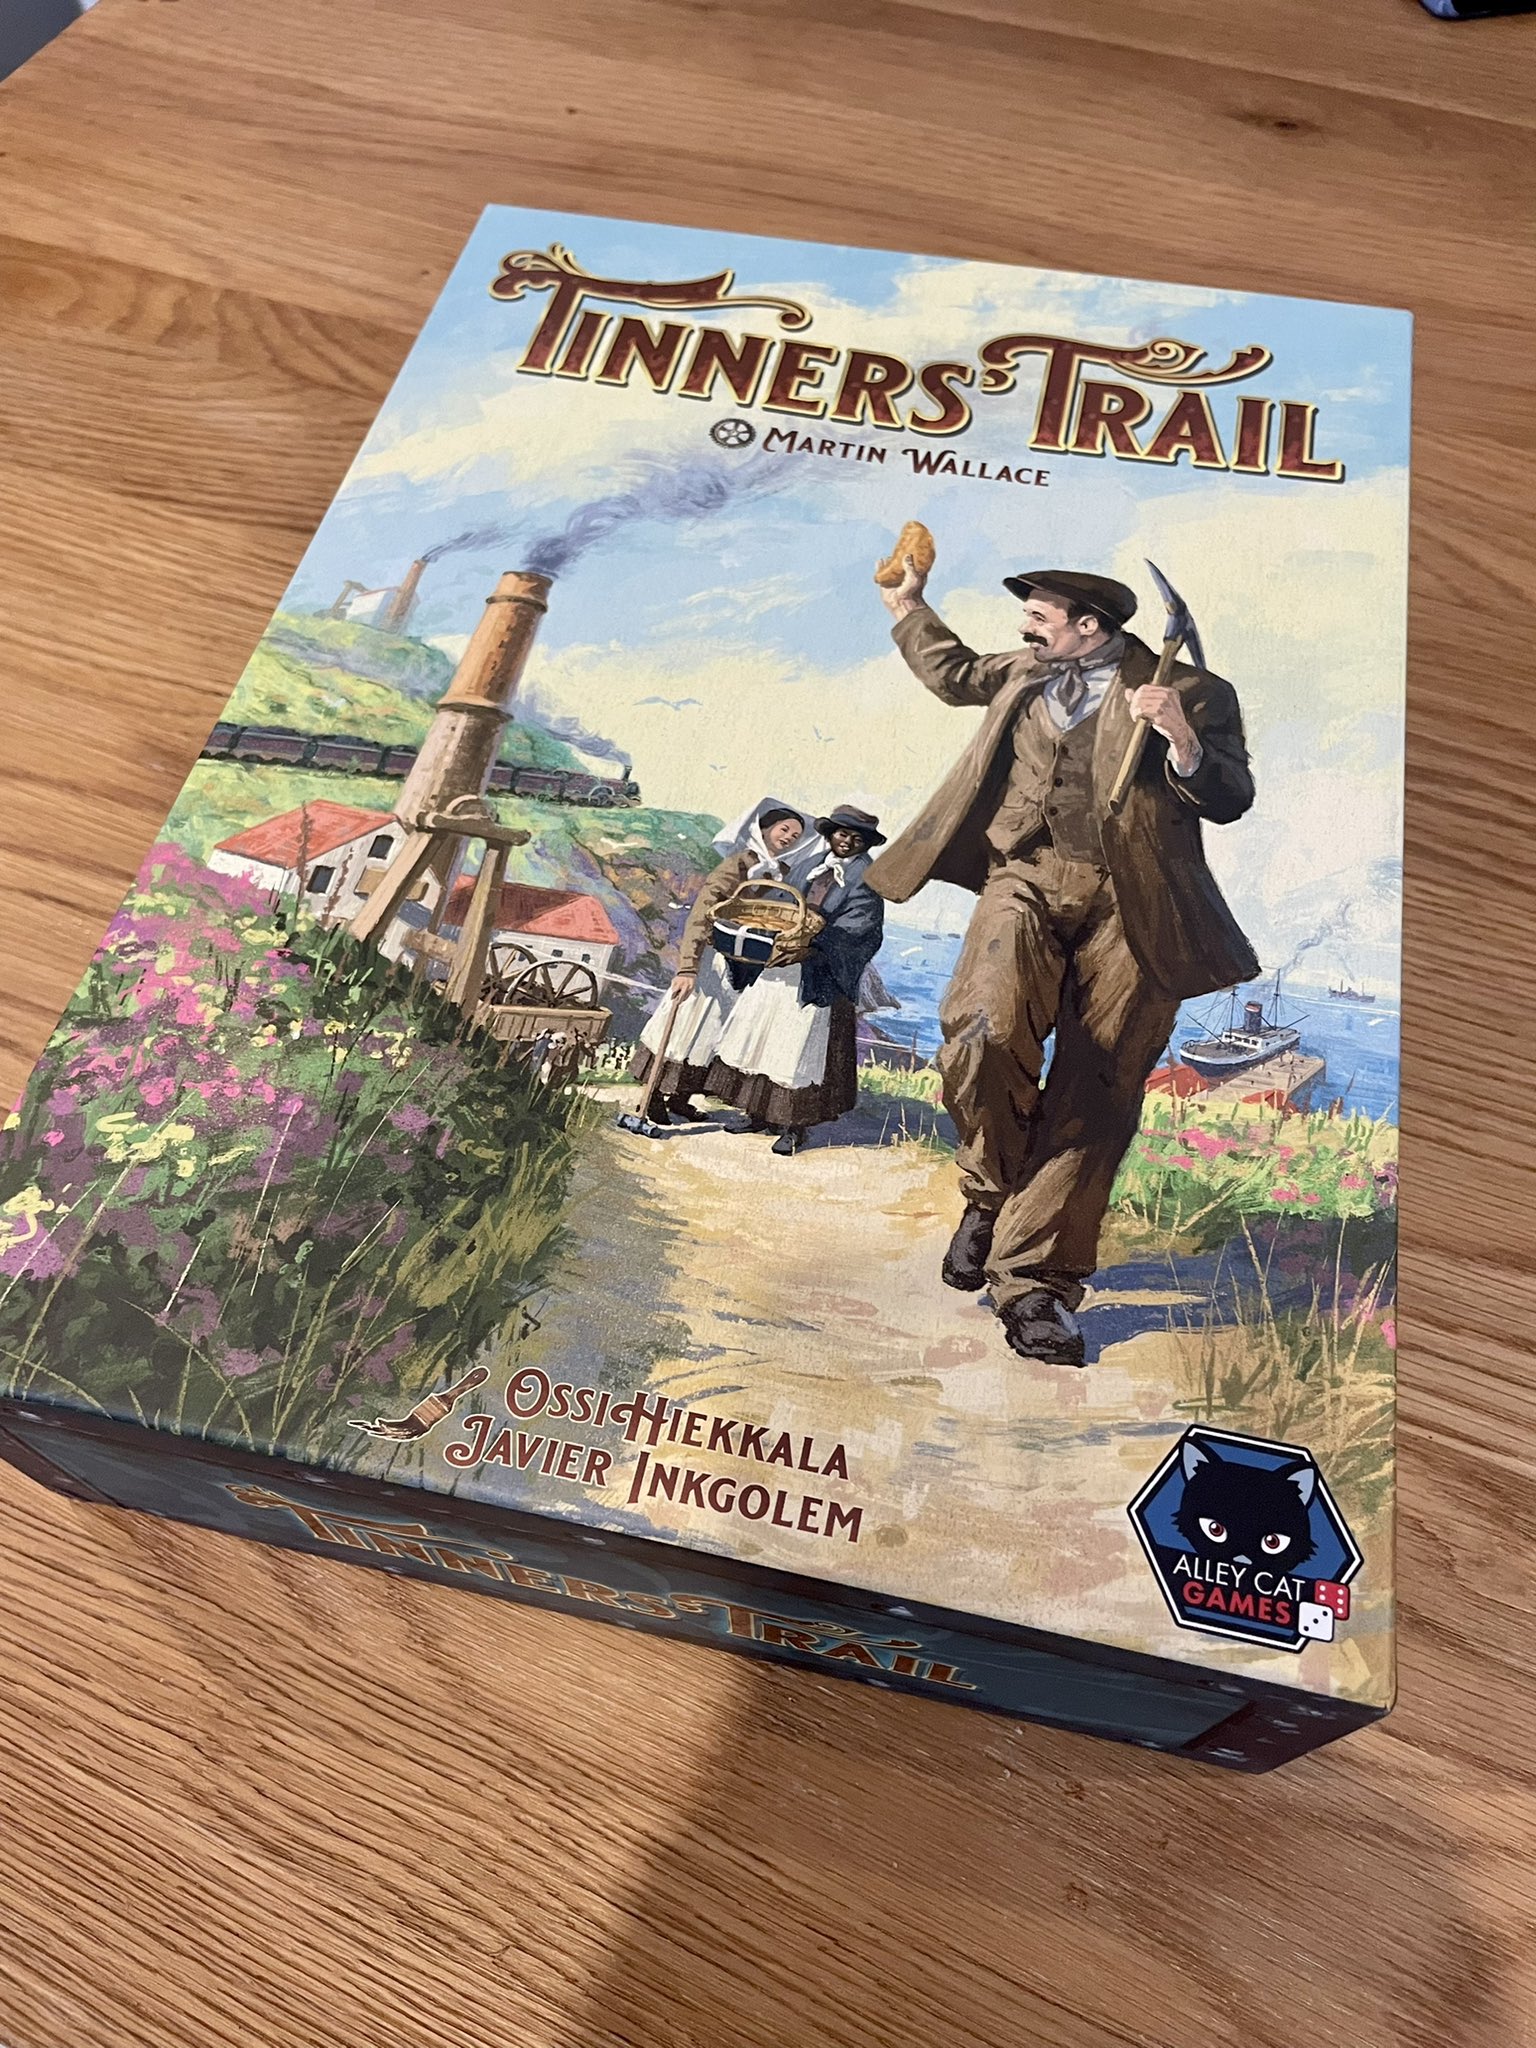 TINNERS' TRAIL
MARTIN WALLACE
OSSI HIEKKALA
JAVIER INKGOLEM
ALLEY CAT
GAMES
TINNERS' TRAIL